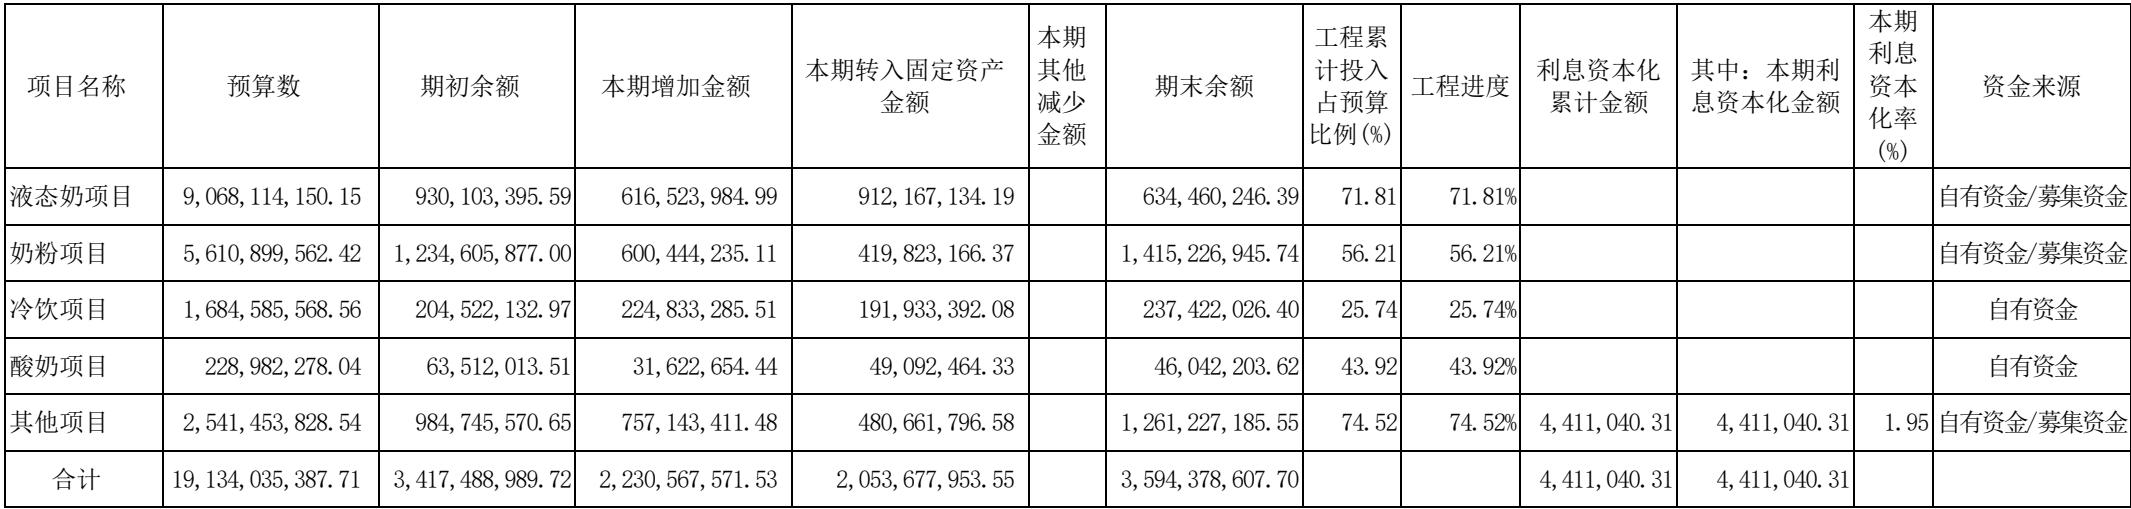 项目名称 预算数 期初余额 本期增加金额 本期转入固定资产金额 本期其他减少金额 期末余额 工程累计投入占预算比例(%) 工程进度 利息资本化累计金额 其中：本期利息资本化金额 本期利息资本化率(%) 资金来源
液态奶项目 9,068,114,150.15 930,103,395.59 616,523,984.99 912,167,134.19 634,460,246.39 71.81 71.81% 自有资金/募集资金
奶粉项目 5,610,899,562.42 1,234,605,877.00 600,444,235.11 419,823,166.37 1,415,226,945.74 56.21 56.21% 自有资金/募集资金
冷饮项目 1,684,585,568.56 204,522,132.97 224,833,285.51 191,933,392.08 237,422,026.40 25.74 25.74% 自有资金
酸奶项目 228,982,278.04 63,512,013.51 31,622,654.44 49,092,464.33 46,042,203.62 43.92 43.92% 自有资金
其他项目 2,541,453,828.54 984,745,570.65 757,143,411.48 480,661,796.58 1,261,227,185.55 74.52 74.52% 4,411,040.31 4,411,040.31 1.95 自有资金/募集资金
合计 19,134,035,387.71 3,417,488,989.72 2,230,567,571.53 2,053,677,953.55 3,594,378,607.70 4,411,040.31 4,411,040.31